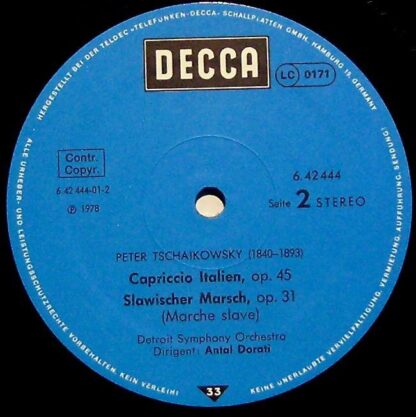 HERGESTELLT BEI DER TELDEC »TELEFUNKEN-DECCA« SCHALLPLATTEN GMBH, HAMBURG 19, GERMANY
DECCA
LC 0171
Contr.
Copyr.
6.42 444-01-2
℗ 1978
6.42444
Seite 2 STEREO
PETER TSCHAIKOWSKY (1840–1893)
Capriccio Italien, op. 45
Slawischer Marsch, op. 31
(Marche slave)
Detroit Symphony Orchestra
Dirigent: Antal Dorati
33
ALLE URHEBER- UND LEISTUNGSSCHUTZRECHTE VORBEHALTEN. KEIN VERLEIH!
KEINE UNERLAUBTE VERVIELFÄLTIGUNG, VERMIETUNG, AUFFÜHRUNG, SENDUNG!